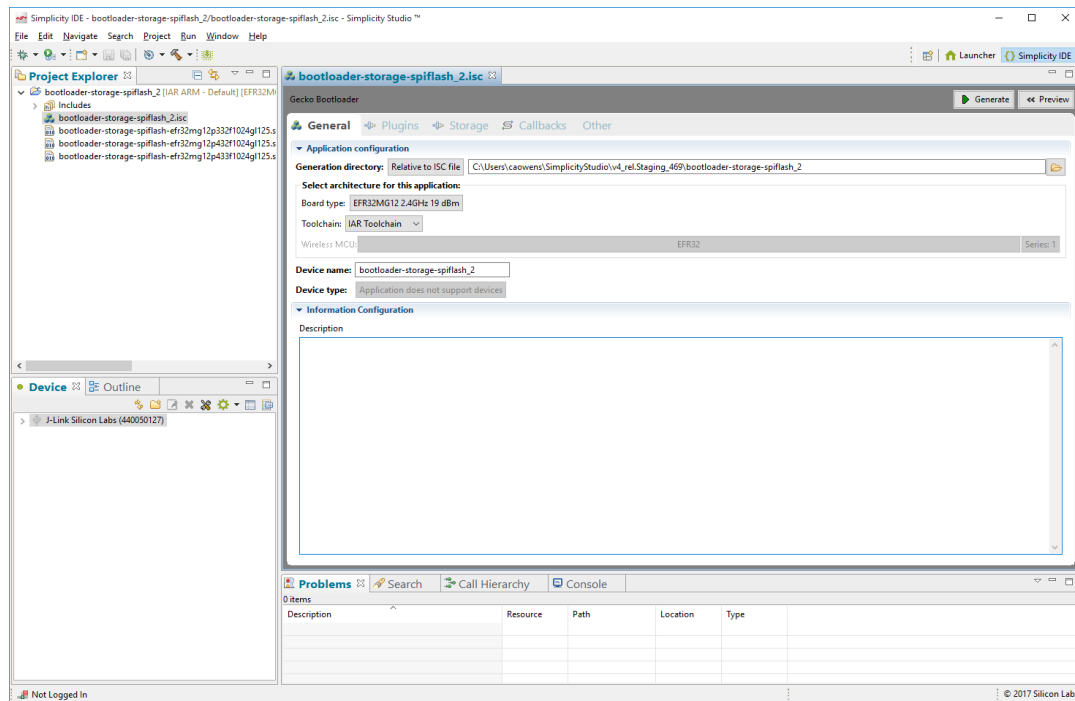 Simplicity IDE - bootloader-storage-spiflash_2/bootloader-storage-spiflash_2.isc - Simplicity Studio ™
File Edit Navigate Search Project Run Window Help
Launcher Simplicity IDE
Project Explorer
bootloader-storage-spiflash_2 [IAR ARM - Default] [EFR32M
Includes
bootloader-storage-spiflash_2.isc
bootloader-storage-spiflash-efr32mg12p332f1024gl125.s
bootloader-storage-spiflash-efr32mg12p432f1024gl125.s
bootloader-storage-spiflash-efr32mg12p433f1024gl125.s
Device Outline
J-Link Silicon Labs (440050127)
bootloader-storage-spiflash_2.isc
Gecko Bootloader Generate Preview
General Plugins Storage Callbacks Other
Application configuration
Generation directory: Relative to ISC file C:\Users\caowens\SimplicityStudio\v4_rel.Staging_469\bootloader-storage-spiflash_2
Select architecture for this application:
Board type: EFR32MG12 2.4GHz 19 dBm
Toolchain: IAR Toolchain
Wireless MCU: EFR32 Series: 1
Device name: bootloader-storage-spiflash_2
Device type: Application does not support devices
Information Configuration
Description
Problems Search Call Hierarchy Console
0 items
Description Resource Path Location Type
Not Logged In © 2017 Silicon Lab